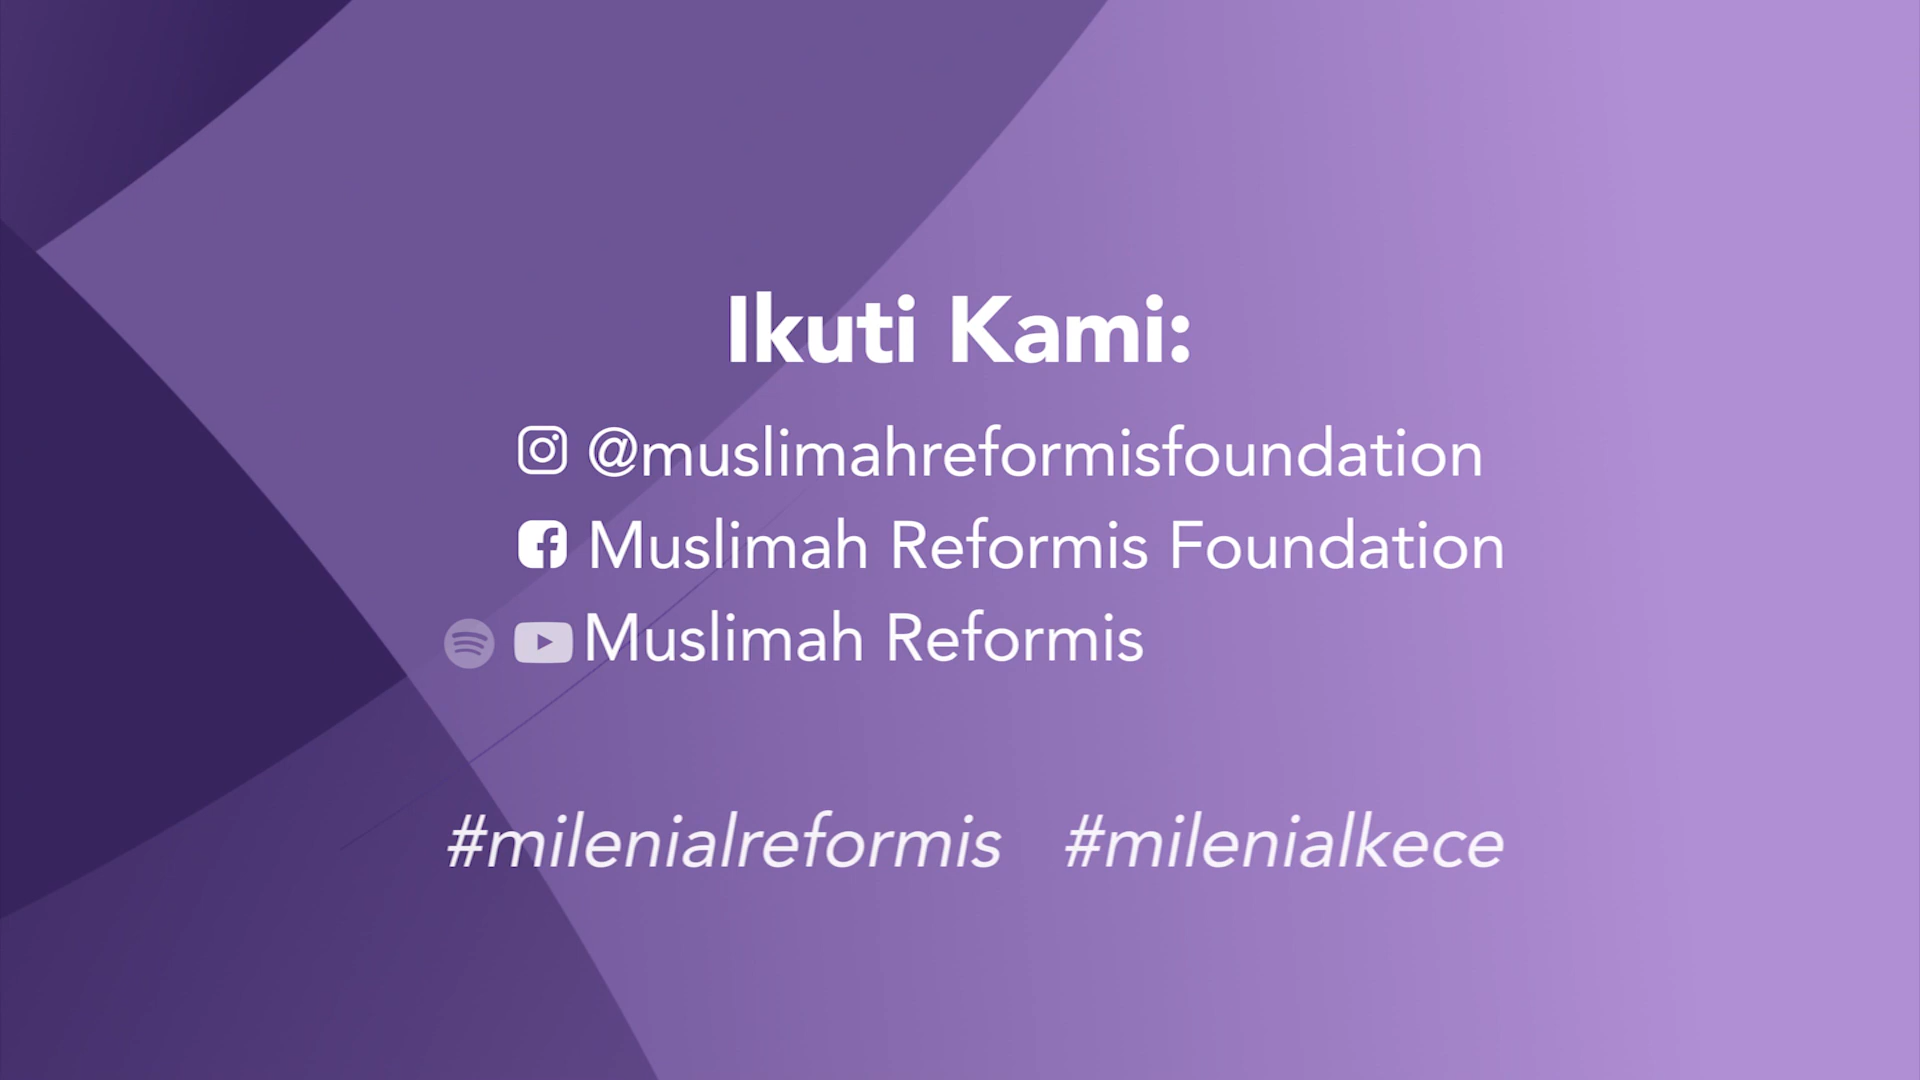 Ikuti Kami:
@muslimahreformisfoundation
Muslimah Reformis Foundation
Muslimah Reformis
#milenialreformis #milenialkece